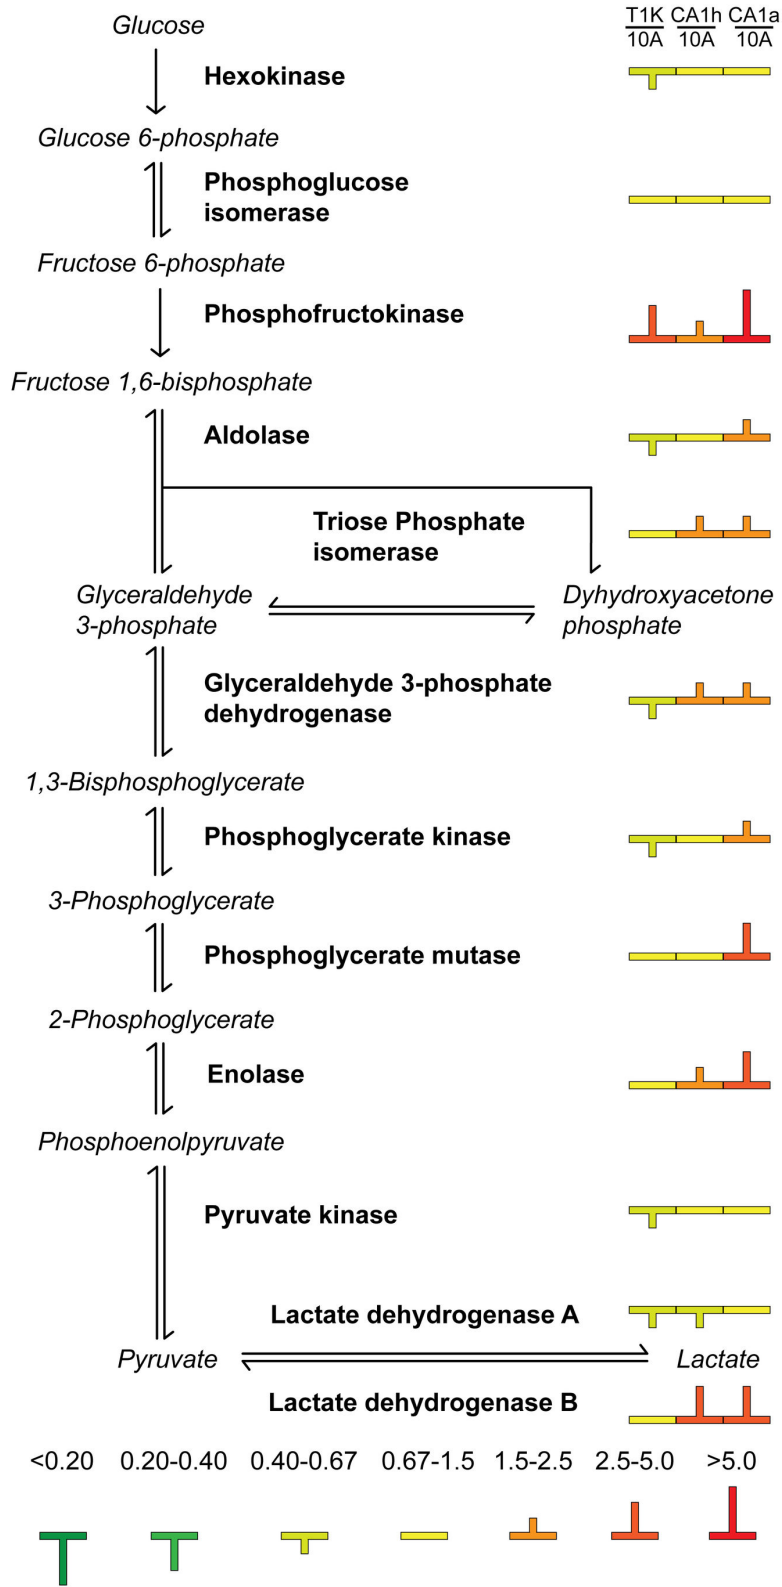 Glucose
T1K CA1h CA1a
10A 10A 10A
Hexokinase
Glucose 6-phosphate
Phosphoglucose
isomerase
Fructose 6-phosphate
Phosphofructokinase
Fructose 1,6-bisphosphate
Aldolase
Triose Phosphate
isomerase
Glyceraldehyde
3-phosphate
Dyhydroxyacetone
phosphate
Glyceraldehyde 3-phosphate
dehydrogenase
1,3-Bisphosphoglycerate
Phosphoglycerate kinase
3-Phosphoglycerate
Phosphoglycerate mutase
2-Phosphoglycerate
Enolase
Phosphoenolpyruvate
Pyruvate kinase
Lactate dehydrogenase A
Pyruvate
Lactate
Lactate dehydrogenase B
<0.20 0.20-0.40 0.40-0.67 0.67-1.5 1.5-2.5 2.5-5.0 >5.0